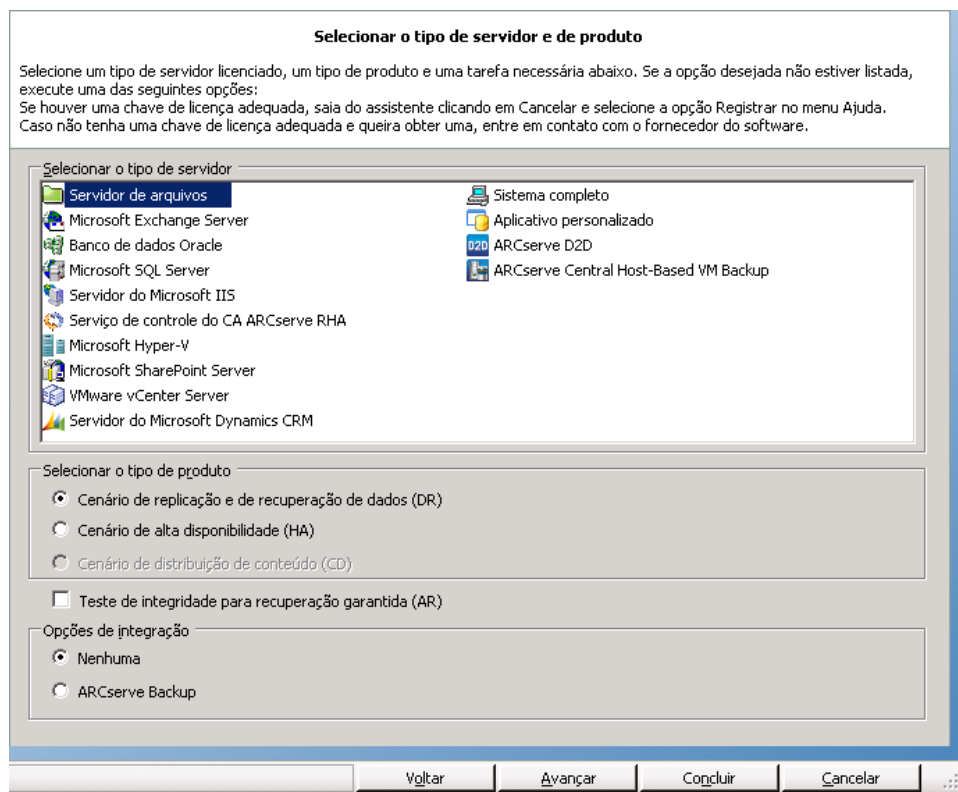 Selecionar o tipo de servidor e de produto
Selecione um tipo de servidor licenciado, um tipo de produto e uma tarefa necessária abaixo. Se a opção desejada não estiver listada,
execute uma das seguintes opções:
Se houver uma chave de licença adequada, saia do assistente clicando em Cancelar e selecione a opção Registrar no menu Ajuda.
Caso não tenha uma chave de licença adequada e queira obter uma, entre em contato com o fornecedor do software.
Selecionar o tipo de servidor
Servidor de arquivos
Microsoft Exchange Server
Banco de dados Oracle
Microsoft SQL Server
Servidor do Microsoft IIS
Serviço de controle do CA ARCserve RHA
Microsoft Hyper-V
Microsoft SharePoint Server
VMware vCenter Server
Servidor do Microsoft Dynamics CRM
Sistema completo
Aplicativo personalizado
D2D ARCserve D2D
ARCserve Central Host-Based VM Backup
Selecionar o tipo de produto
Cenário de replicação e de recuperação de dados (DR)
Cenário de alta disponibilidade (HA)
Cenário de distribuição de conteúdo (CD)
Teste de integridade para recuperação garantida (AR)
Opções de integração
Nenhuma
ARCserve Backup
Voltar
Avançar
Concluir
Cancelar